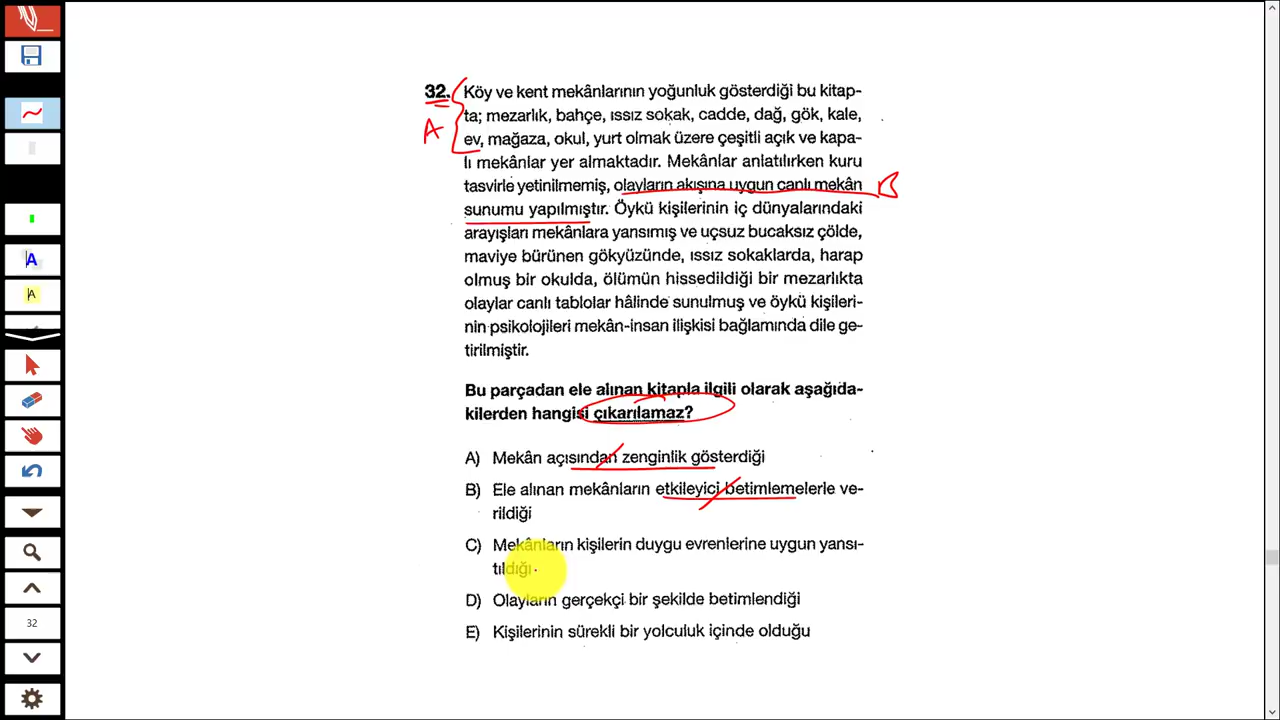 32. Köy ve kent mekânlarının yoğunluk gösterdiği bu kitap-
A ta; mezarlık, bahçe, ıssız sokak, cadde, dağ, gök, kale,
ev, mağaza, okul, yurt olmak üzere çeşitli açık ve kapa-
lı mekânlar yer almaktadır. Mekânlar anlatılırken kuru
tasvirle yetinilmemiş, olayların akışına uygun canlı mekân B
sunumu yapılmıştır. Öykü kişilerinin iç dünyalarındaki
arayışları mekânlara yansımış ve uçsuz bucaksız çölde,
maviye bürünen gökyüzünde, ıssız sokaklarda, harap
olmuş bir okulda, ölümün hissedildiği bir mezarlıkta
olaylar canlı tablolar hâlinde sunulmuş ve öykü kişileri-
nin psikolojileri mekân-insan ilişkisi bağlamında dile ge-
tirilmiştir.
Bu parçadan ele alınan kitapla ilgili olarak aşağıda-
kilerden hangisi çıkarılamaz?
A) Mekân açısından zenginlik gösterdiği
B) Ele alınan mekânların etkileyici betimlemelerle ve-
rildiği
C) Mekânların kişilerin duygu evrenlerine uygun yansı-
tıldığı
D) Olayların gerçekçi bir şekilde betimlendiği
E) Kişilerinin sürekli bir yolculuk içinde olduğu
A
A
32